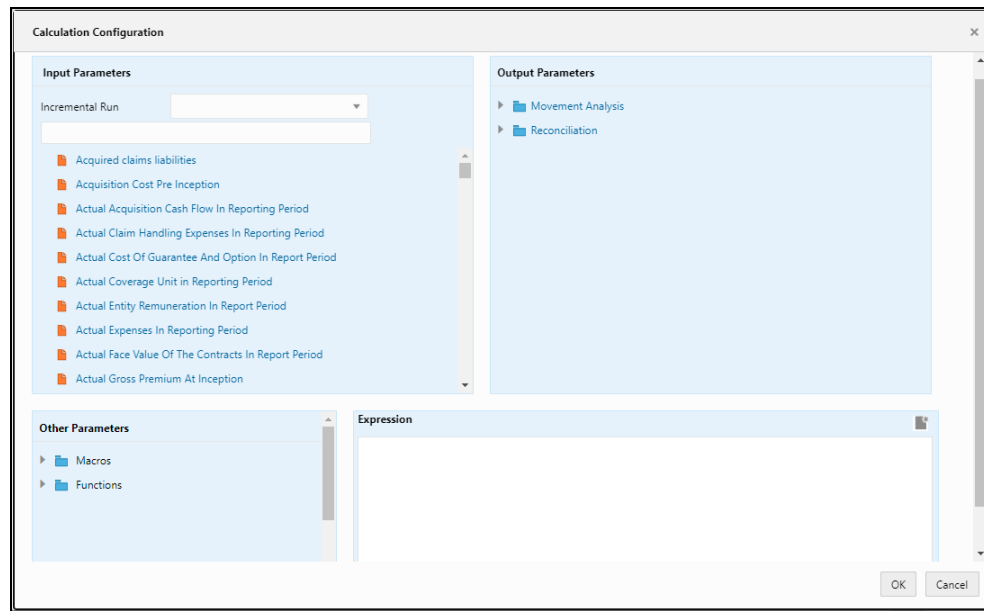 Calculation Configuration
Input Parameters
Incremental Run
Acquired claims liabilities
Acquisition Cost Pre Inception
Actual Acquisition Cash Flow In Reporting Period
Actual Claim Handling Expenses In Reporting Period
Actual Cost Of Guarantee And Option In Report Period
Actual Coverage Unit in Reporting Period
Actual Entity Remuneration In Report Period
Actual Expenses In Reporting Period
Actual Face Value Of The Contracts In Report Period
Actual Gross Premium At Inception
Output Parameters
Movement Analysis
Reconciliation
Other Parameters
Macros
Functions
Expression
OK
Cancel